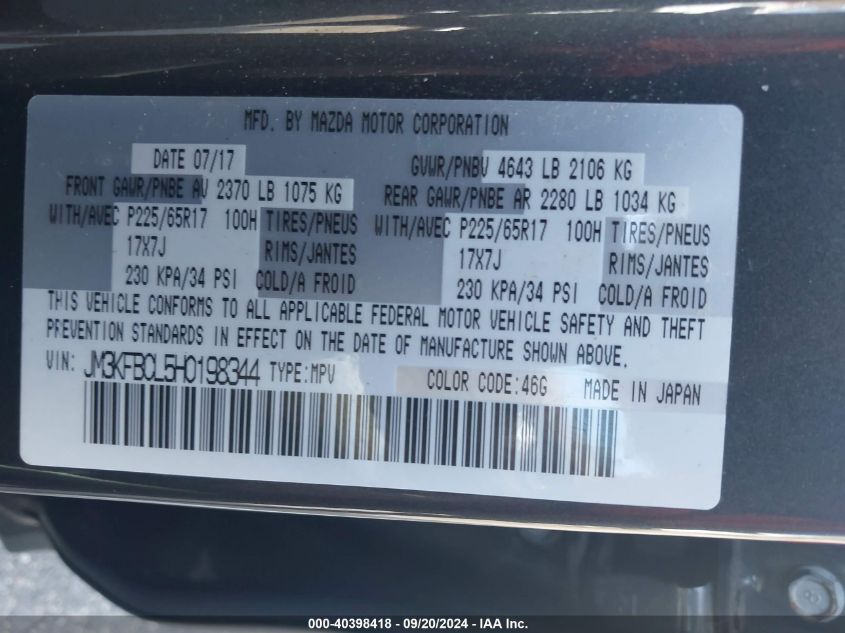 MFD. BY MAZDA MOTOR CORPORATION
DATE 07/17 GVWR/PNBV 4643 LB 2106 KG
FRONT GAWR/PNBE AV 2370 LB 1075 KG REAR GAWR/PNBE AR 2280 LB 1034 KG
WITH/AVEC P225/65R17 100H TIRES/PNEUS WITH/AVEC P225/65R17 100H TIRES/PNEUS
17X7J RIMS/JANTES 17X7J RIMS/JANTES
230 KPA/34 PSI COLD/A FROID 230 KPA/34 PSI COLD/A FROID
THIS VEHICLE CONFORMS TO ALL APPLICABLE FEDERAL MOTOR VEHICLE SAFETY AND THEFT
PREVENTION STANDARDS IN EFFECT ON THE DATE OF MANUFACTURE SHOWN ABOVE.
VIN: JM3KFBCL5H0198344 TYPE:MPV COLOR CODE:46G MADE IN JAPAN
8
000-40398418 - 09/20/2024 - IAA Inc.